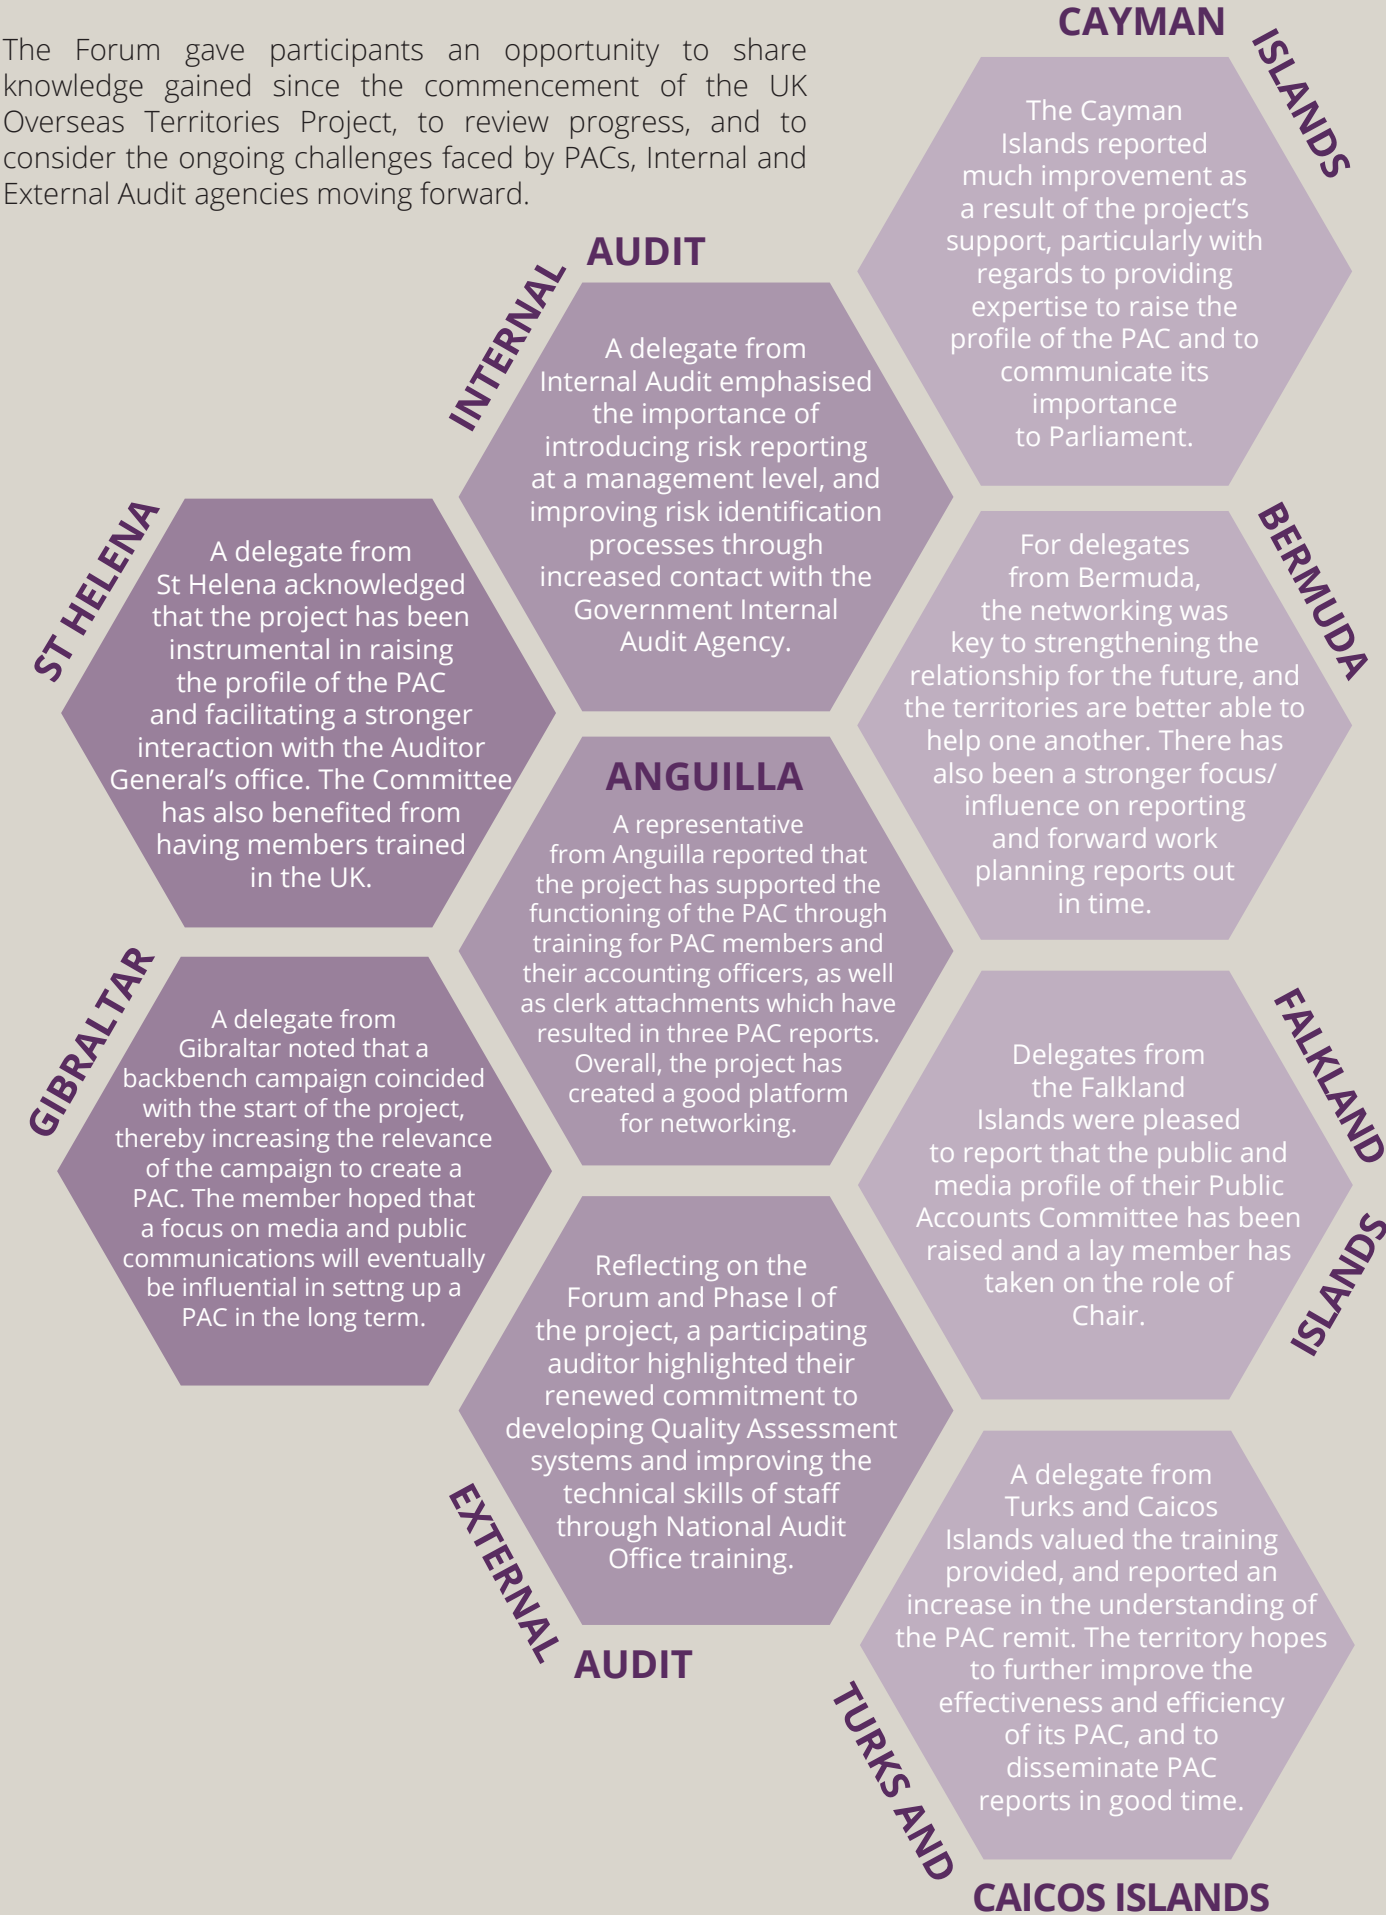 The Forum gave participants an opportunity to share
knowledge gained since the commencement of the UK
Overseas Territories Project, to review progress, and to
consider the ongoing challenges faced by PACs, Internal and
External Audit agencies moving forward.
CAYMAN
ISLANDS
The Cayman
Islands reported
much improvement as
a result of the project’s
support, particularly with
regards to providing
expertise to raise the
profile of the PAC and to
communicate its
importance
to Parliament.
INTERNAL
AUDIT
A delegate from
Internal Audit emphasised
the importance of
introducing risk reporting
at a management level, and
improving risk identification
processes through
increased contact with the
Government Internal
Audit Agency.
ST HELENA
A delegate from
St Helena acknowledged
that the project has been
instrumental in raising
the profile of the PAC
and facilitating a stronger
interaction with the Auditor
General’s office. The Committee
has also benefited from
having members trained
in the UK.
BERMUDA
For delegates
from Bermuda,
the networking was
key to strengthening the
relationship for the future, and
the territories are better able to
help one another. There has
also been a stronger focus/
influence on reporting
and forward work
planning reports out
in time.
ANGUILLA
A representative
from Anguilla reported that
the project has supported the
functioning of the PAC through
training for PAC members and
their accounting officers, as well
as clerk attachments which have
resulted in three PAC reports.
Overall, the project has
created a good platform
for networking.
GIBRALTAR
A delegate from
Gibraltar noted that a
backbench campaign coincided
with the start of the project,
thereby increasing the relevance
of the campaign to create a
PAC. The member hoped that
a focus on media and public
communications will eventually
be influential in settng up a
PAC in the long term.
FALKLAND
ISLANDS
Delegates from
the Falkland
Islands were pleased
to report that the public and
media profile of their Public
Accounts Committee has been
raised and a lay member has
taken on the role of
Chair.
EXTERNAL
AUDIT
Reflecting on the
Forum and Phase I of
the project, a participating
auditor highlighted their
renewed commitment to
developing Quality Assessment
systems and improving the
technical skills of staff
through National Audit
Office training.
TURKS AND
CAICOS ISLANDS
A delegate from
Turks and Caicos
Islands valued the training
provided, and reported an
increase in the understanding of
the PAC remit. The territory hopes
to further improve the
effectiveness and efficiency
of its PAC, and to
disseminate PAC
reports in good time.